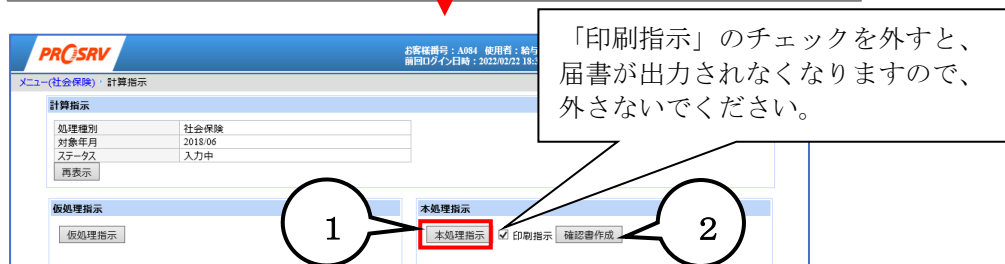 「印刷指示」のチェックを外すと、
届書が出力されなくなりますので、
外さないでください。
PROSRV
お客様番号：A084 使用者：給与
前回ログイン日時：2022/02/22 18:
メニュー(社会保険) 計算指示
計算指示
処理種別 社会保険
対象年月 2018/06
ステータス 入力中
再表示
仮処理指示 本処理指示
仮処理指示 1 本処理指示 印刷指示 確認書作成 2